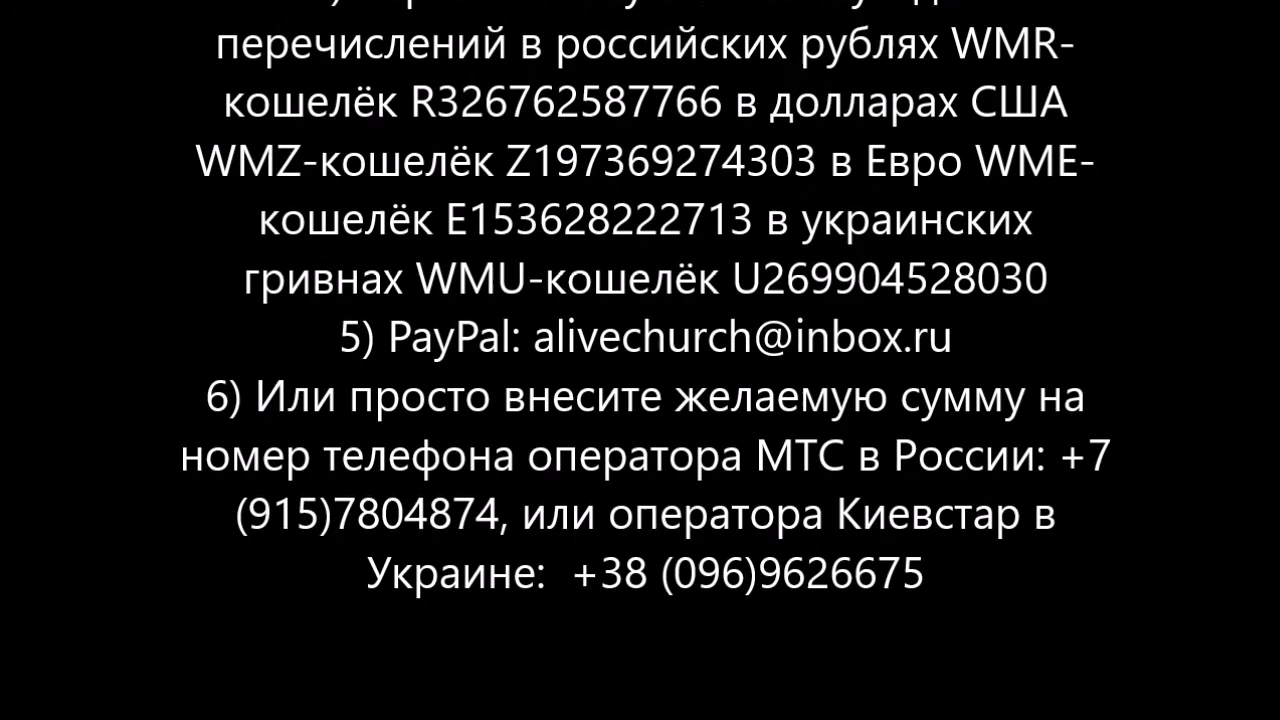 перечислений в российских рублях WMR-
кошелёк R326762587766 в долларах США
WMZ-кошелёк Z197369274303 в Евро WME-
кошелёк E153628222713 в украинских
гривнах WMU-кошелёк U269904528030
5) PayPal: alivechurch@inbox.ru
6) Или просто внесите желаемую сумму на
номер телефона оператора МТС в России: +7
(915)7804874, или оператора Киевстар в
Украине:  +38 (096)9626675